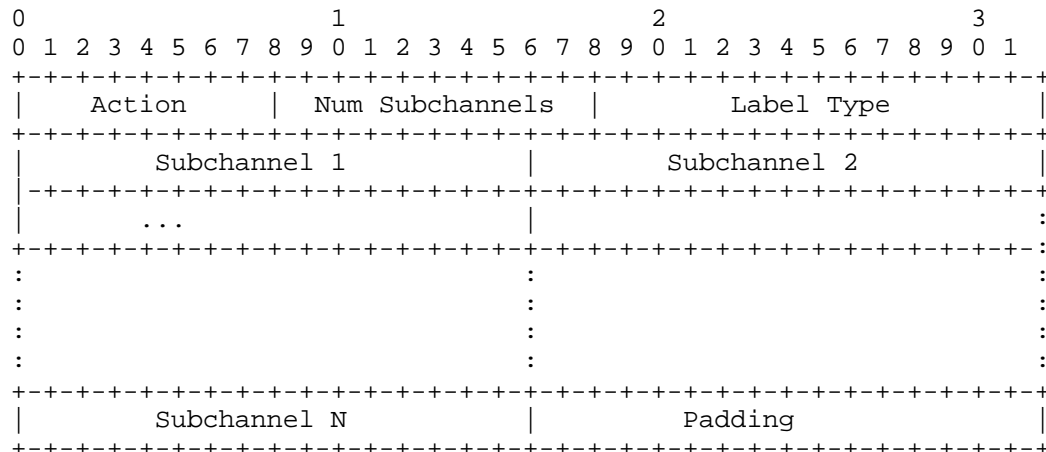 0                   1                   2                   3
0 1 2 3 4 5 6 7 8 9 0 1 2 3 4 5 6 7 8 9 0 1 2 3 4 5 6 7 8 9 0 1
+-+-+-+-+-+-+-+-+-+-+-+-+-+-+-+-+-+-+-+-+-+-+-+-+-+-+-+-+-+-+-+-+
|    Action     | Num Subchannels   |        Label Type         |
+-+-+-+-+-+-+-+-+-+-+-+-+-+-+-+-+-+-+-+-+-+-+-+-+-+-+-+-+-+-+-+-+
|        Subchannel 1           |        Subchannel 2           |
|-+-+-+-+-+-+-+-+-+-+-+-+-+-+-+-+-+-+-+-+-+-+-+-+-+-+-+-+-+-+-+-+
|       ...                     |                               :
+-+-+-+-+-+-+-+-+-+-+-+-+-+-+-+-+-+-+-+-+-+-+-+-+-+-+-+-+-+-+-+-:
:                               :                               :
:                               :                               :
:                               :                               :
:                               :                               :
+-+-+-+-+-+-+-+-+-+-+-+-+-+-+-+-+-+-+-+-+-+-+-+-+-+-+-+-+-+-+-+-+
|        Subchannel N           |         Padding               |
+-+-+-+-+-+-+-+-+-+-+-+-+-+-+-+-+-+-+-+-+-+-+-+-+-+-+-+-+-+-+-+-+